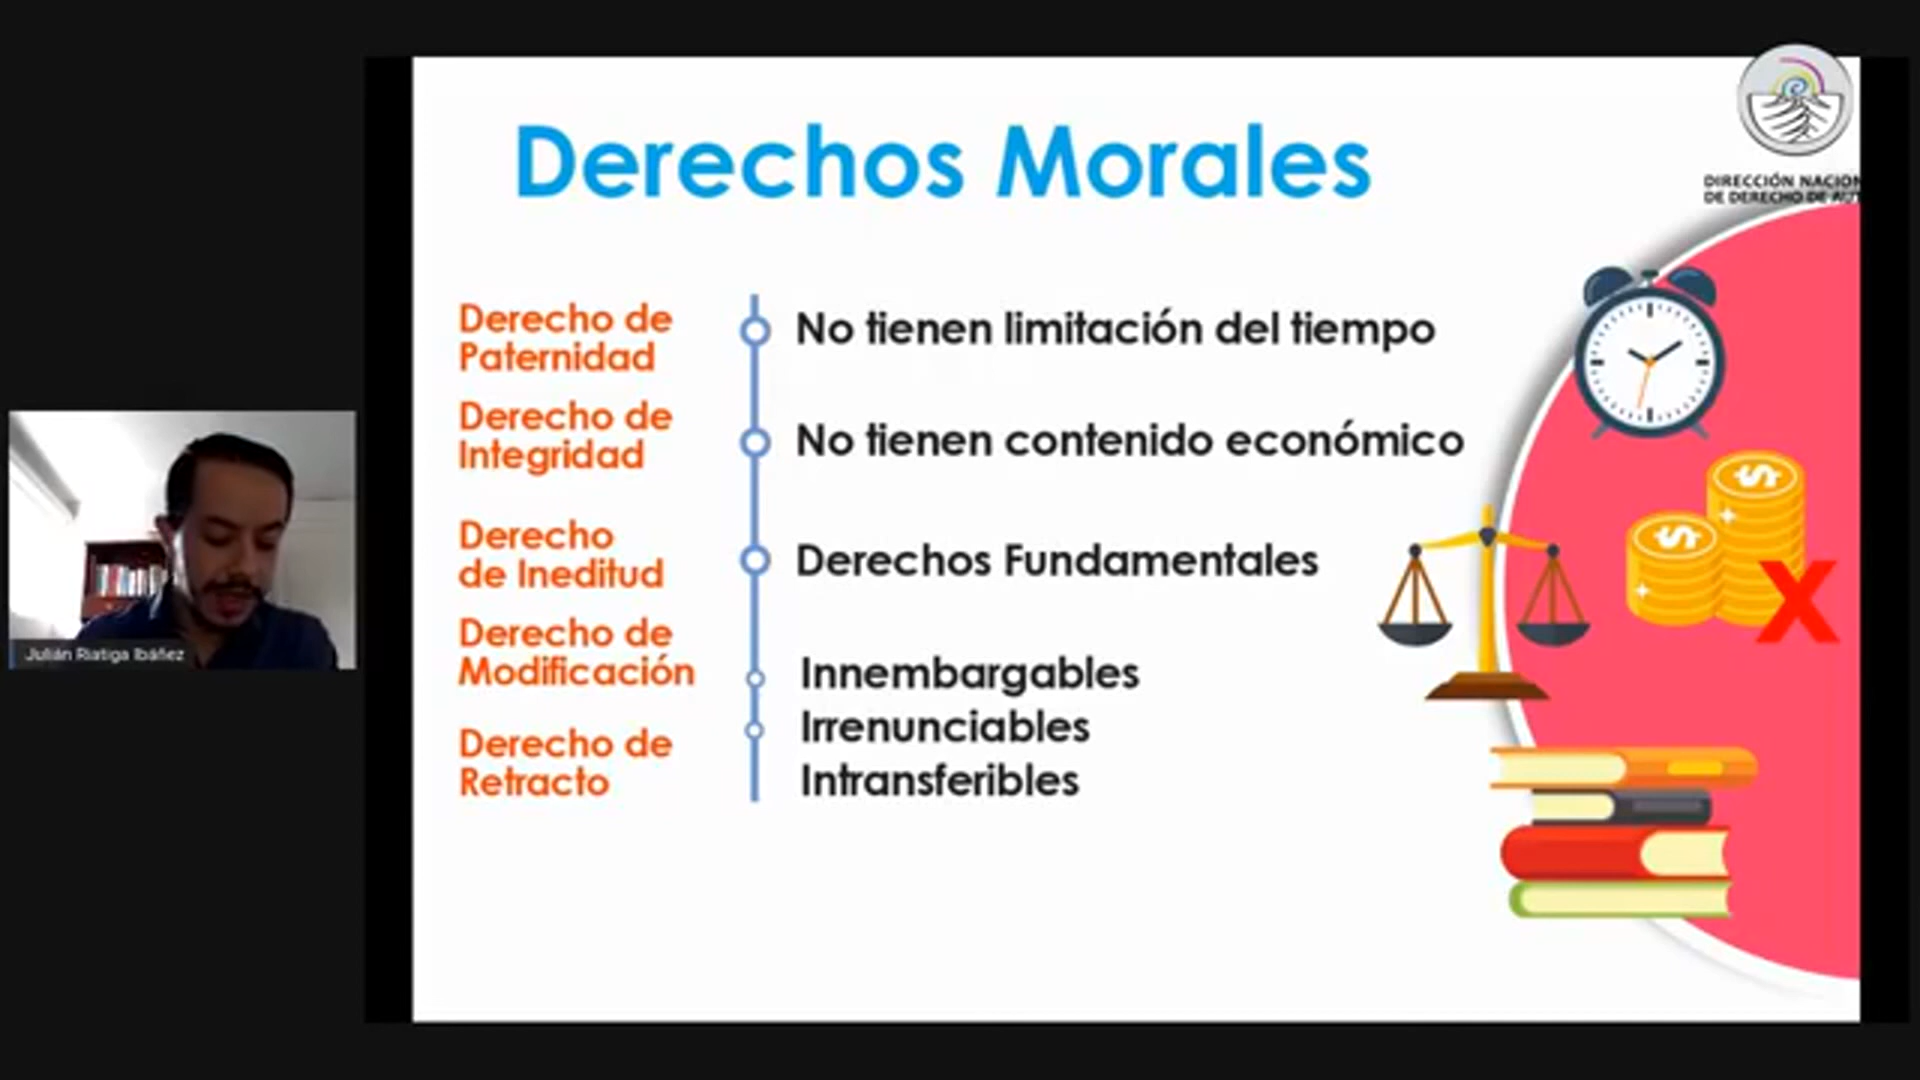 Derechos Morales
DIRECCIÓN NACION
DE DERECHO DE AUT
Derecho de
Paternidad
Derecho de
Integridad
Derecho
de Ineditud
Derecho de
Modificación
Derecho de
Retracto
No tienen limitación del tiempo
No tienen contenido económico
Derechos Fundamentales
Innembargables
Irrenunciables
Intransferibles
$
$
X
Julián Riatiga Ibáñez